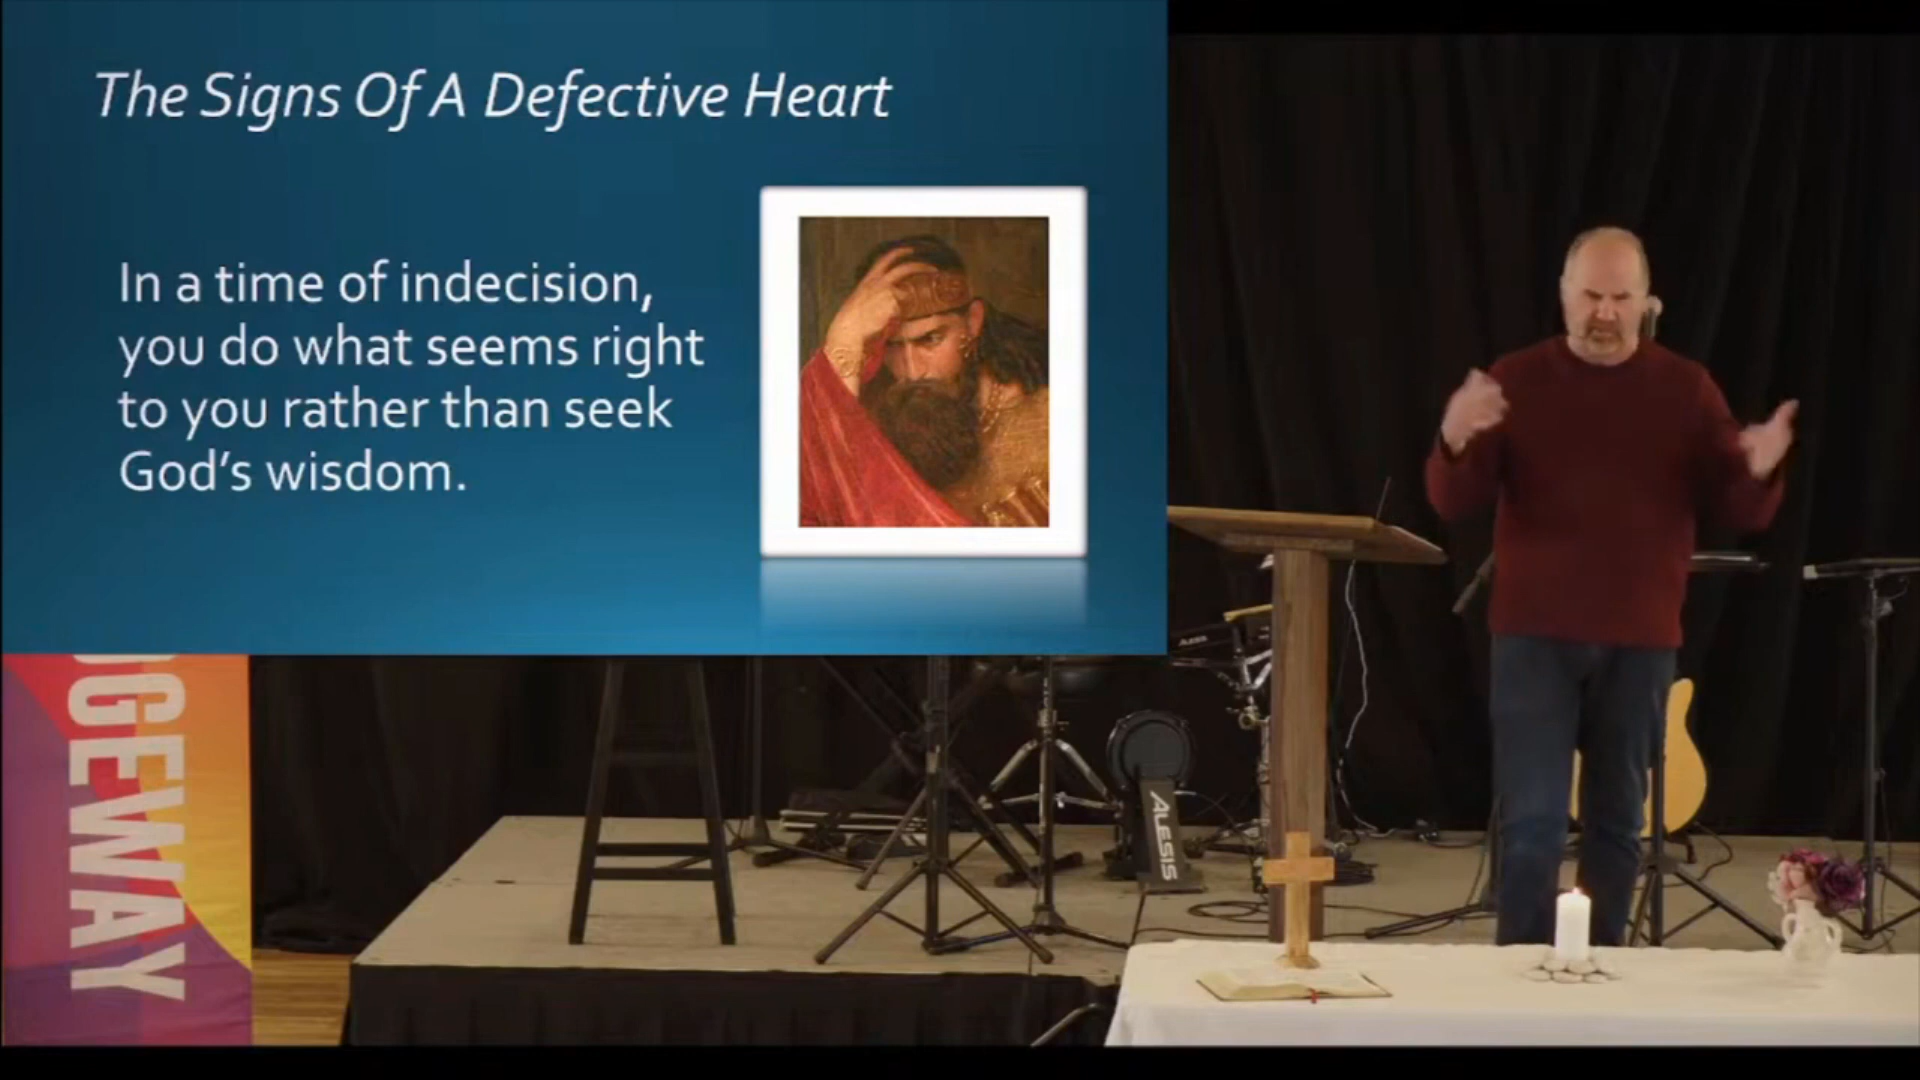 The Signs Of A Defective Heart
In a time of indecision,
you do what seems right
to you rather than seek
God's wisdom.
DGEWAY
ALESIS